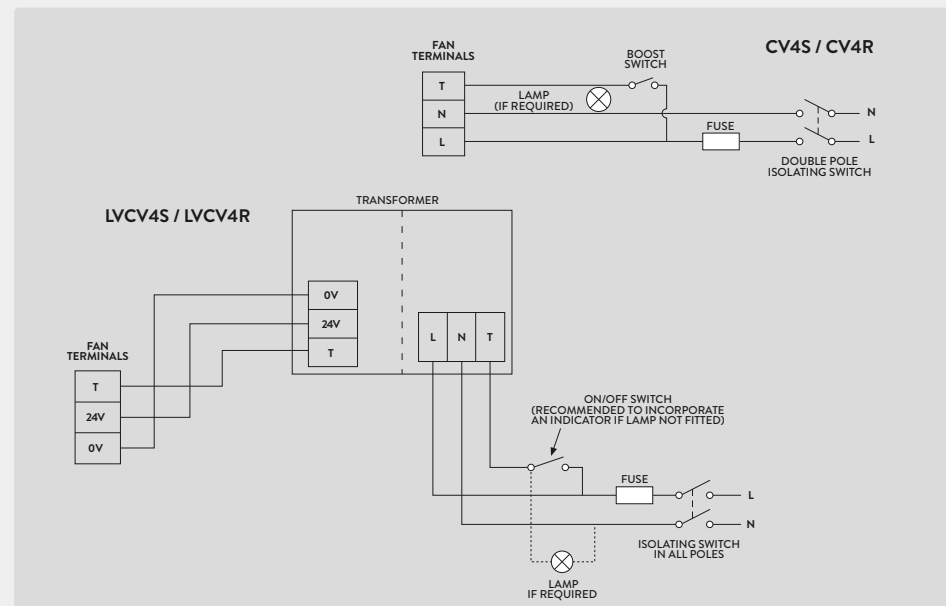 CV4S / CV4R
FAN
TERMINALS
T
N
L
LAMP
(IF REQUIRED)
BOOST
SWITCH
FUSE
N
L
DOUBLE POLE
ISOLATING SWITCH
LVCV4S / LVCV4R
TRANSFORMER
0V
24V
T
L N T
FAN
TERMINALS
T
24V
0V
ON/OFF SWITCH
(RECOMMENDED TO INCORPORATE
AN INDICATOR IF LAMP NOT FITTED)
FUSE
L
N
ISOLATING SWITCH
IN ALL POLES
LAMP
IF REQUIRED